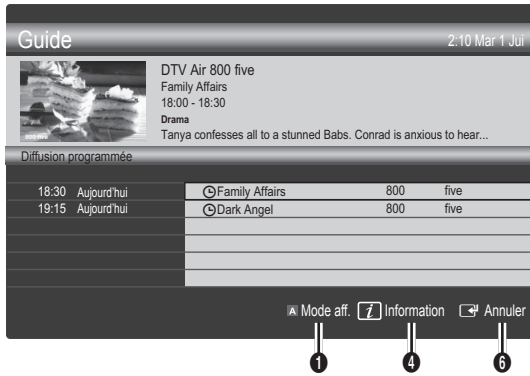 Guide
2:10 Mar 1 Jui
DTV Air 800 five
Family Affairs
18:00 - 18:30
Drama
Tanya confesses all to a stunned Babs. Conrad is anxious to hear...
800 five
Diffusion programmée
18:30 Aujourd'hui Family Affairs 800 five
19:15 Aujourd'hui Dark Angel 800 five
A Mode aff. i Information Annuler
1 4 6